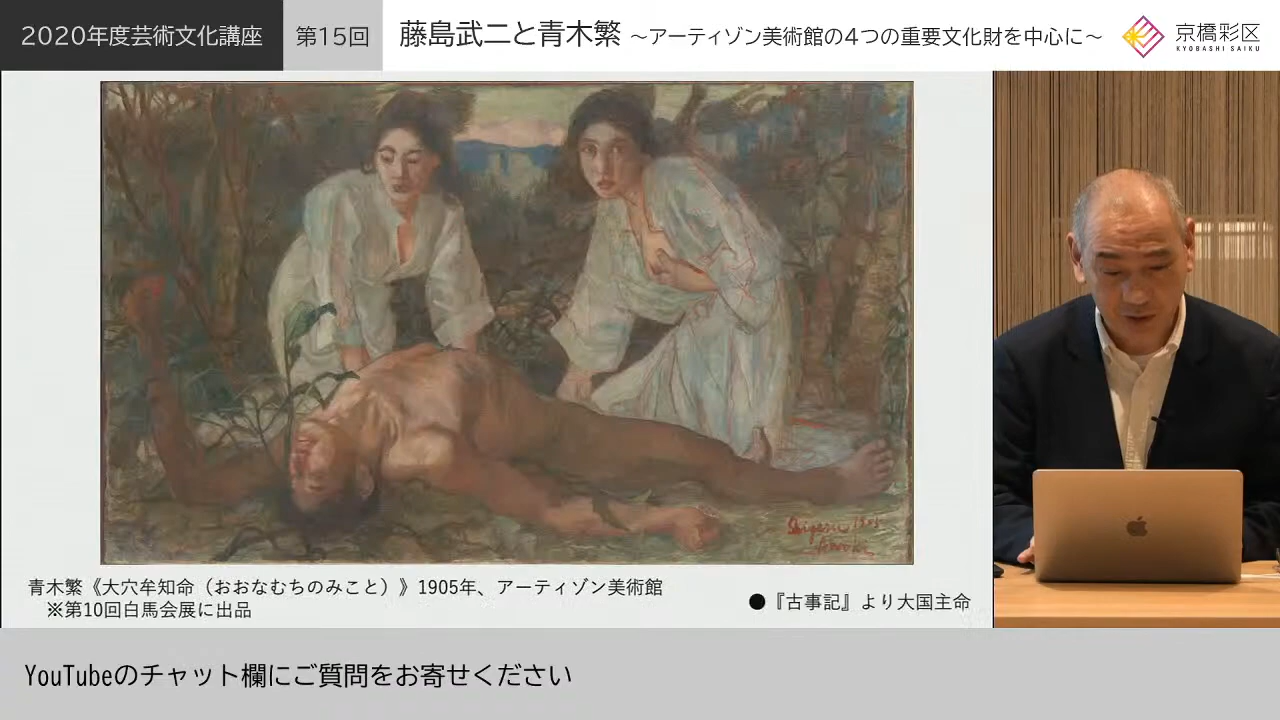 2020年度芸術文化講座
第15回
藤島武二と青木繁 ～アーティゾン美術館の4つの重要文化財を中心に～
京橋彩区
KYOBASHI SAIKU
Shigeru 1905
Aoki
青木繁《大穴牟知命（おおなむちのみこと）》1905年、アーティゾン美術館
※第10回白馬会展に出品
●『古事記』より大国主命
YouTubeのチャット欄にご質問をお寄せください